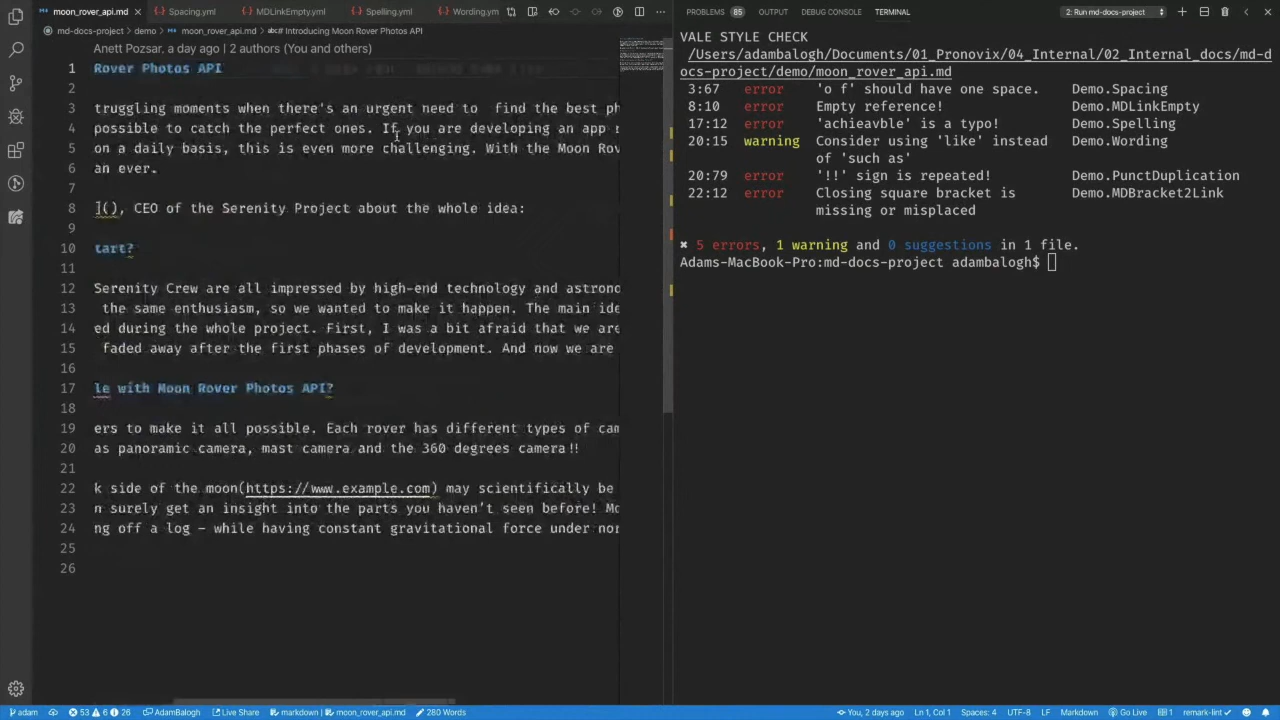 moon_rover_api.md
Spacing.yml
MDLinkEmpty.yml
Spelling.yml
Wording.ym
PROBLEMS 85 OUTPUT DEBUG CONSOLE TERMINAL
2: Run md-docs-project
md-docs-project > demo > moon_rover_api.md > abc# Introducing Moon Rover Photos API
Anett Pozsar, a day ago | 2 authors (You and others)
1 Rover Photos API
2
3 truggling moments when there's an urgent need to  find the best ph
4 possible to catch the perfect ones. If you are developing an app r
5 on a daily basis, this is even more challenging. With the Moon Rov
6 an ever.
7
8 ](), CEO of the Serenity Project about the whole idea:
9
10 tart?
11
12 Serenity Crew are all impressed by high-end technology and astrono
13 the same enthusiasm, so we wanted to make it happen. The main ide
14 ed during the whole project. First, I was a bit afraid that we are
15 faded away after the first phases of development. And now we are
16
17 le with Moon Rover Photos API?
18
19 ers to make it all possible. Each rover has different types of cam
20 as panoramic camera, mast camera and the 360 degrees camera!!
21
22 k side of the moon(https://www.example.com) may scientifically be
23 n surely get an insight into the parts you haven't seen before! Mo
24 ng off a log – while having constant gravitational force under nor
25
26
VALE STYLE CHECK
/Users/adambalogh/Documents/01_Pronovix/04_Internal/02_Internal_docs/md-d
ocs-project/demo/moon_rover_api.md
3:67 error 'o f' should have one space. Demo.Spacing
8:10 error Empty reference! Demo.MDLinkEmpty
17:12 error 'achieavble' is a typo! Demo.Spelling
20:15 warning Consider using 'like' instead Demo.Wording
of 'such as'
20:79 error '!!' sign is repeated! Demo.PunctDuplication
22:12 error Closing square bracket is Demo.MDBracket2Link
missing or misplaced
✖ 5 errors, 1 warning and 0 suggestions in 1 file.
Adams-MacBook-Pro:md-docs-project adambalogh$
adam 53 6 26 AdamBalogh Live Share markdown | moon_rover_api.md 280 Words You, 2 days ago Ln 1, Col 1 Spaces: 4 UTF-8 LF Markdown Go Live 1 remark-lint ✓